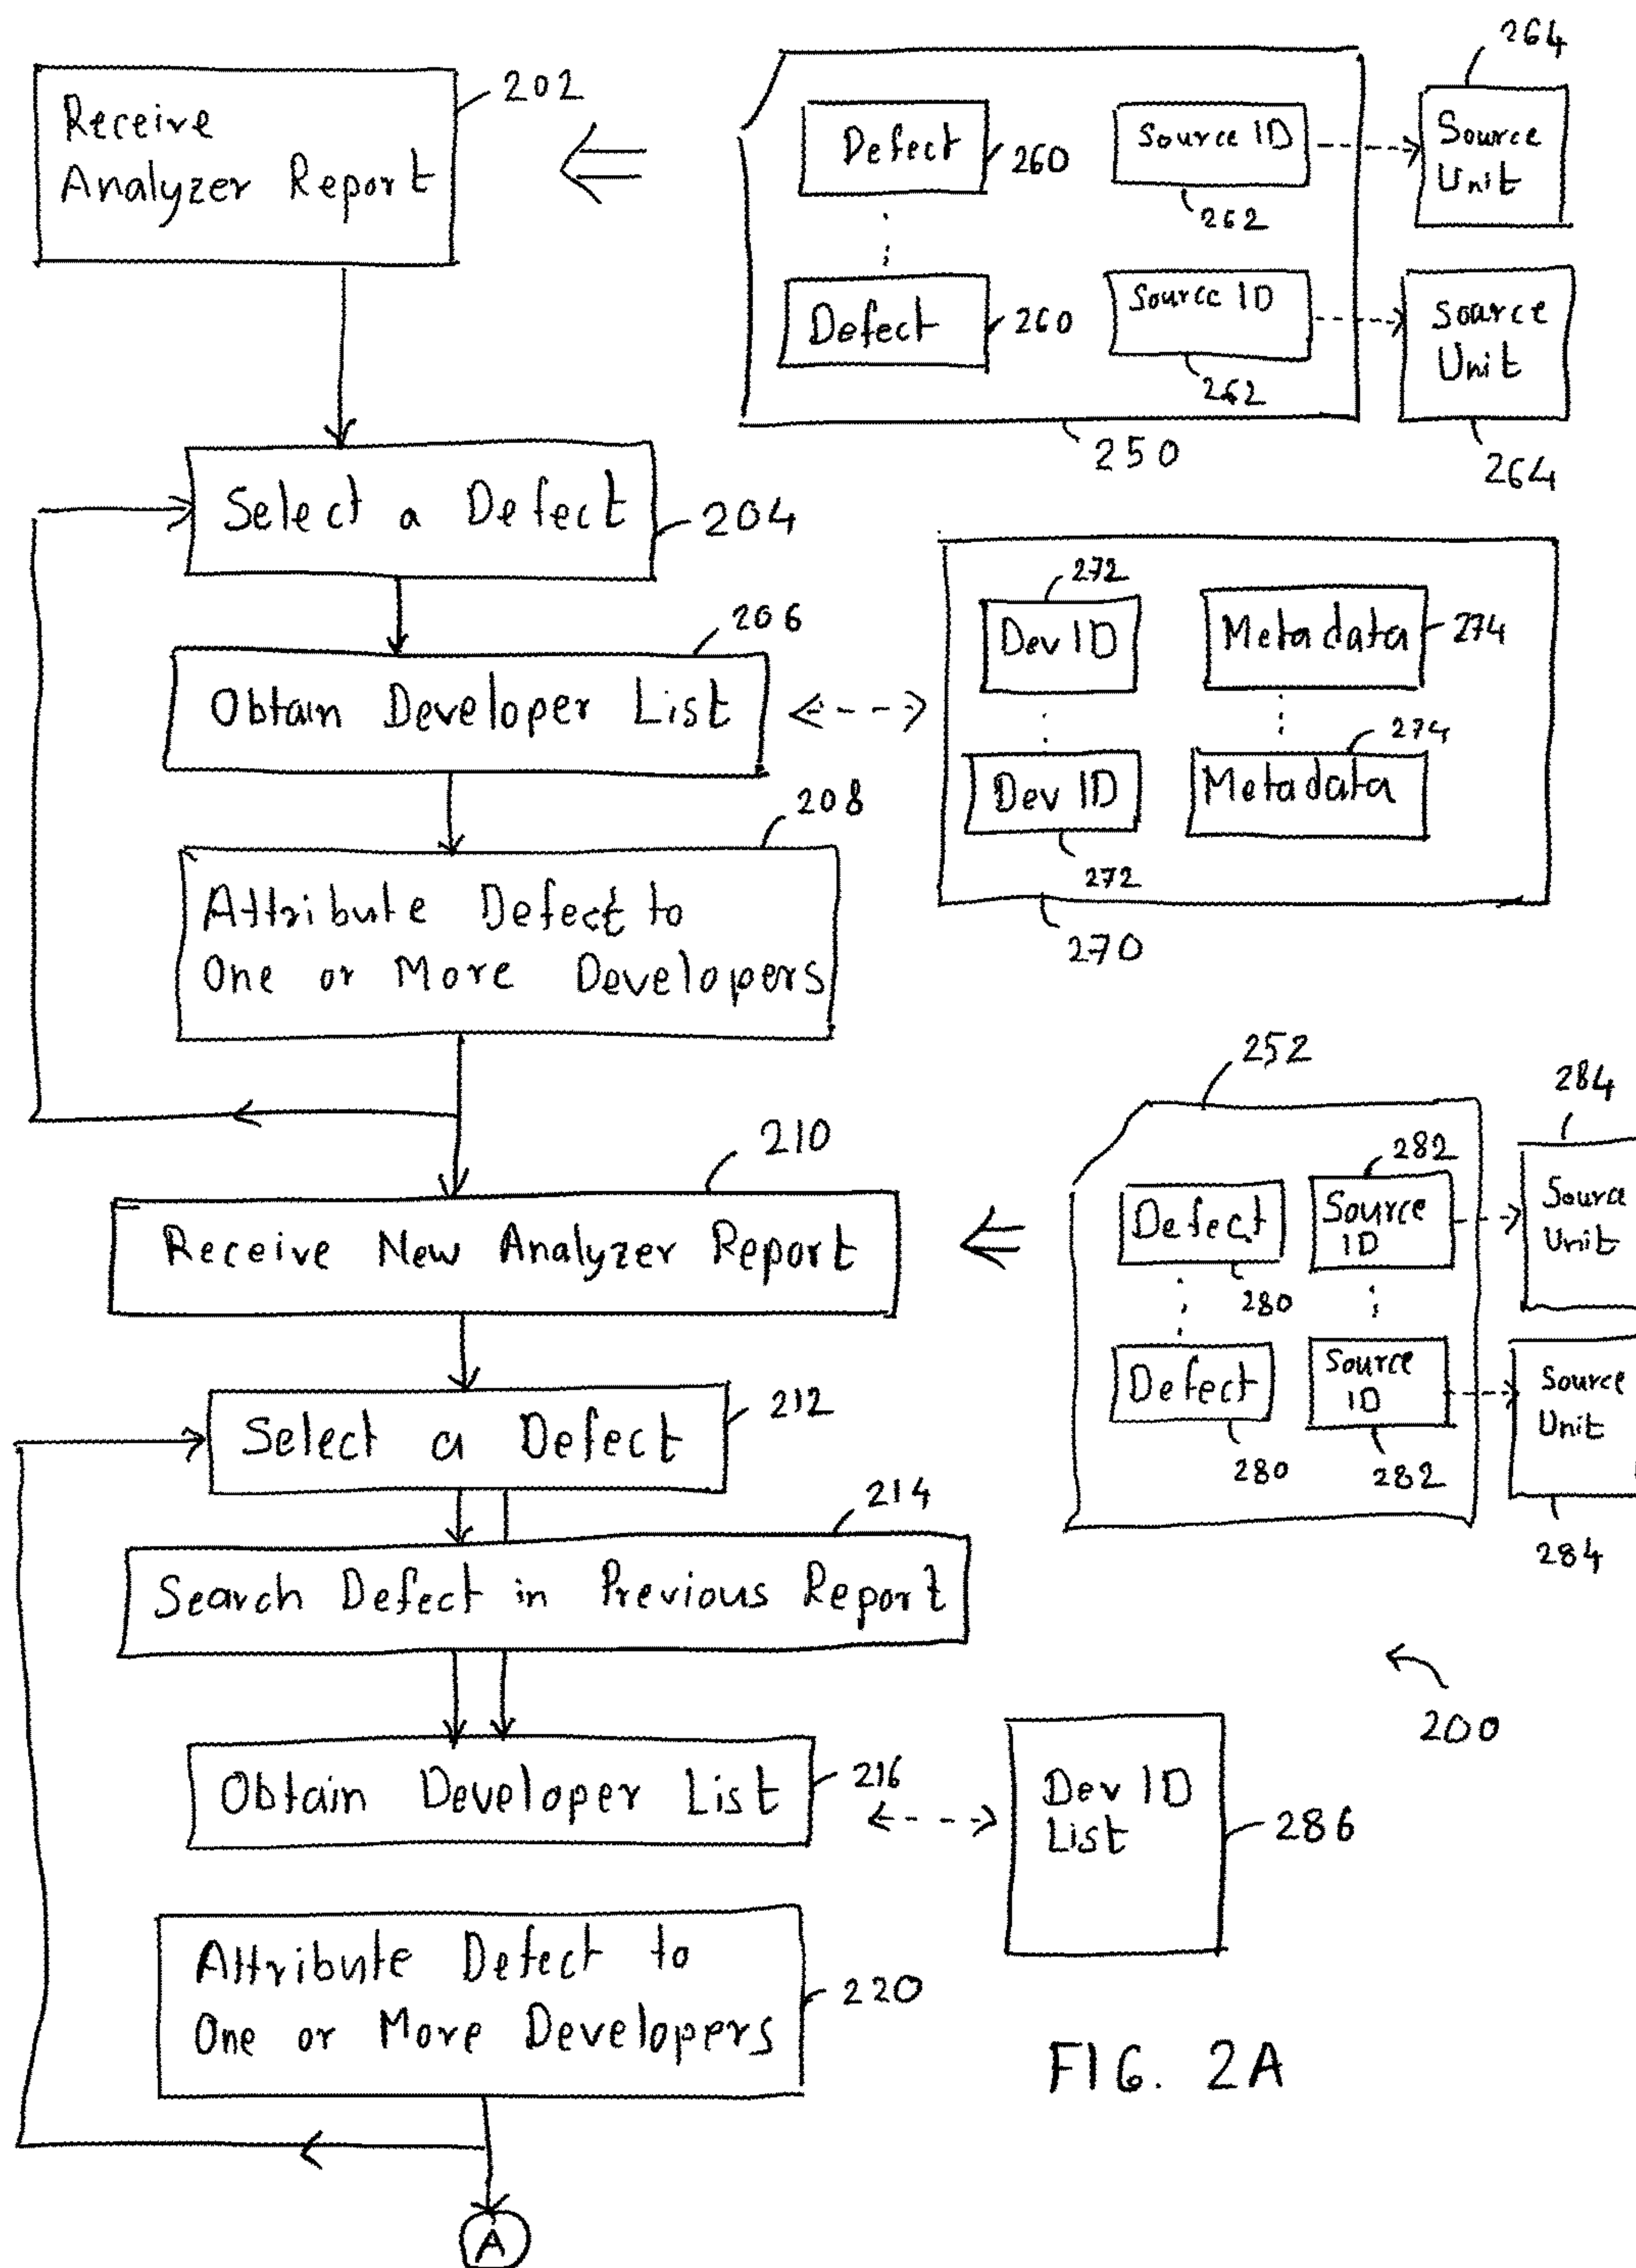 264
202
Receive
Analyzer Report
Defect
260
Source ID
262
Source
Unit
Defect
260
Source ID
262
Source
Unit
250
264
Select a Defect
204
272
Dev ID
Metadata
274
206
Obtain Developer List
274
Dev ID
Metadata
272
208
270
Attribute Defect to
One or More Developers
252
284
210
282
Receive New Analyzer Report
Defect
280
Source
ID
Source
Unit
212
Select a Defect
Defect
280
Source
ID
282
Source
Unit
284
214
Search Defect in Previous Report
200
Obtain Developer List
216
Dev ID
List
286
Attribute Defect to
One or More Developers
220
FIG. 2A
A